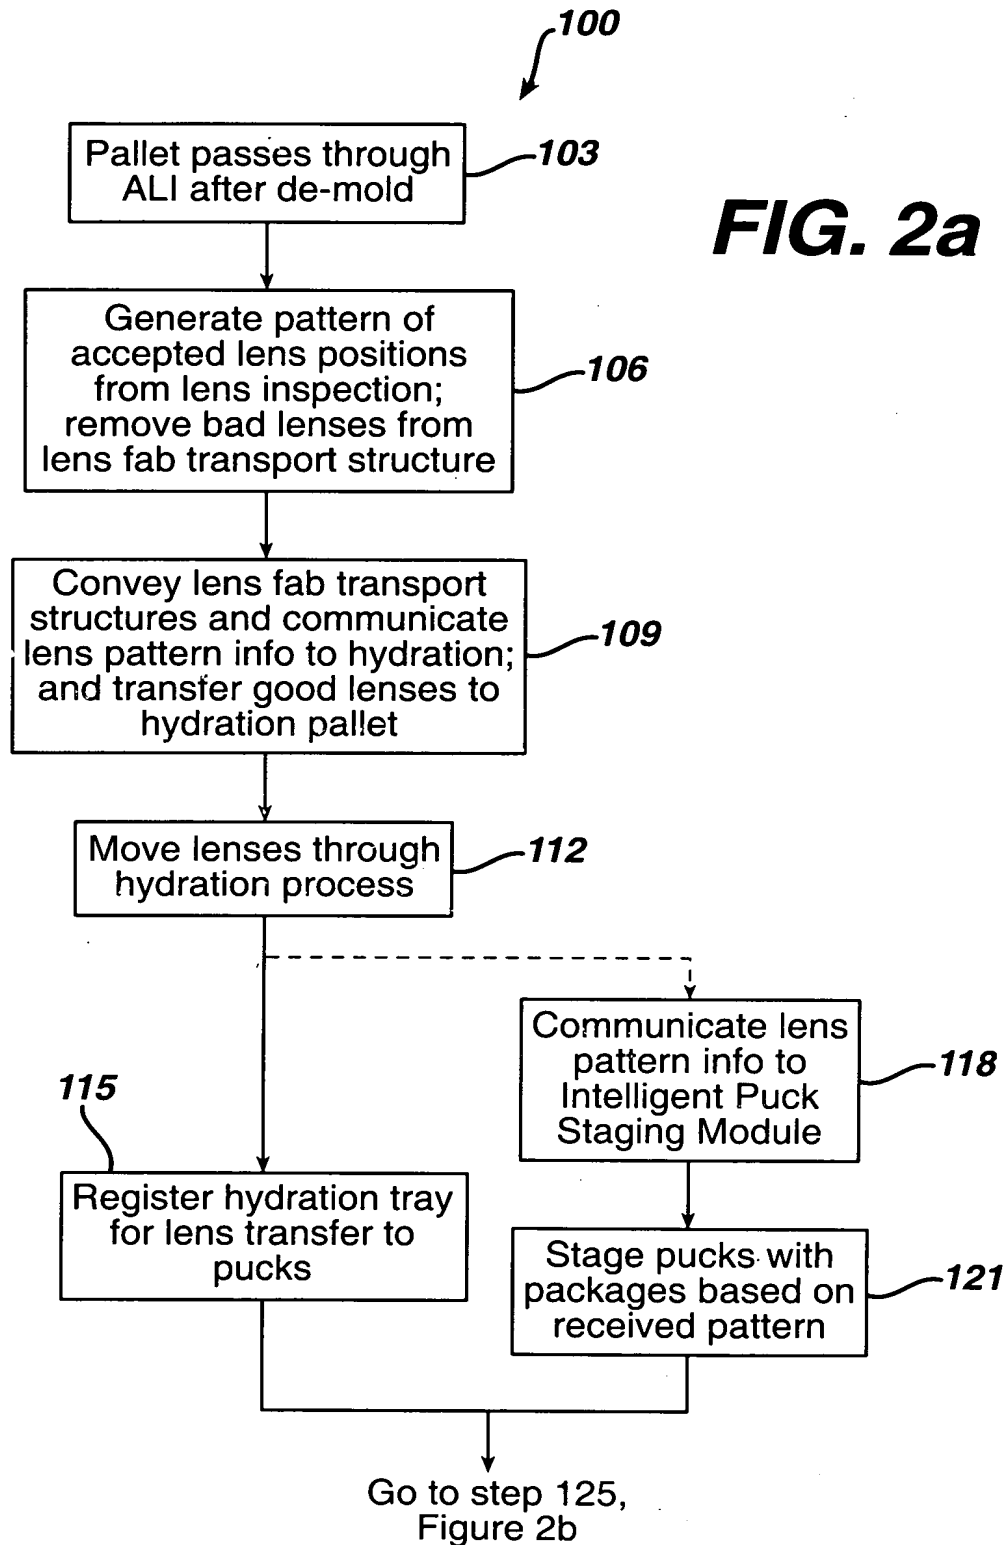 100
Pallet passes through
ALI after de-mold
103
FIG. 2a
Generate pattern of
accepted lens positions
from lens inspection;
remove bad lenses from
lens fab transport structure
106
Convey lens fab transport
structures and communicate
lens pattern info to hydration;
and transfer good lenses to
hydration pallet
109
Move lenses through
hydration process
112
Communicate lens
pattern info to
Intelligent Puck
Staging Module
118
115
Register hydration tray
for lens transfer to
pucks
Stage pucks with
packages based on
received pattern
121
Go to step 125,
Figure 2b